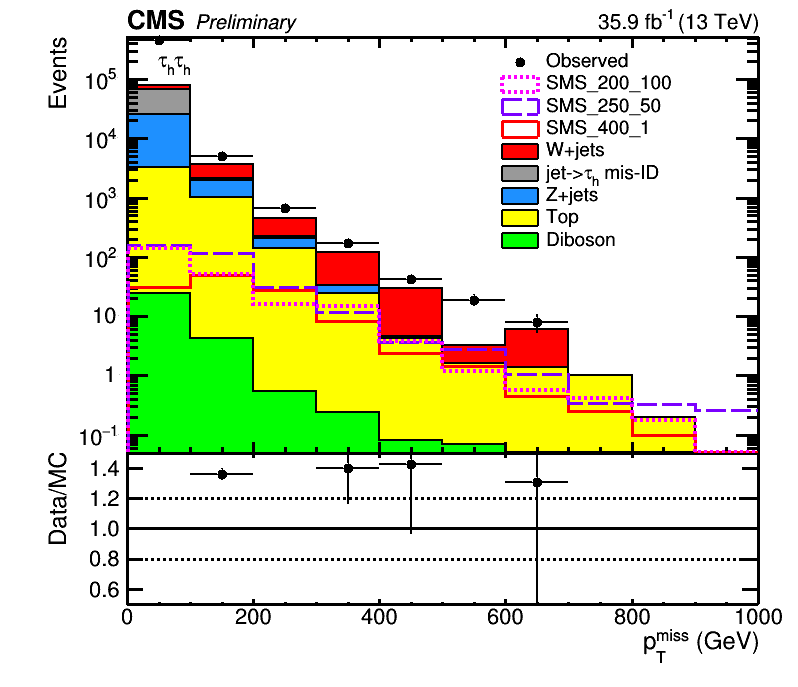 CMS Preliminary 35.9 fb⁻¹ (13 TeV)
Events
τₕτₕ
Observed
SMS_200_100
SMS_250_50
SMS_400_1
W+jets
jet->τₕ mis-ID
Z+jets
Top
Diboson
10⁵
10⁴
10³
10²
10
1
10⁻¹
Data/MC
1.4
1.2
1.0
0.8
0.6
0 200 400 600 800 1000
p_T^miss (GeV)